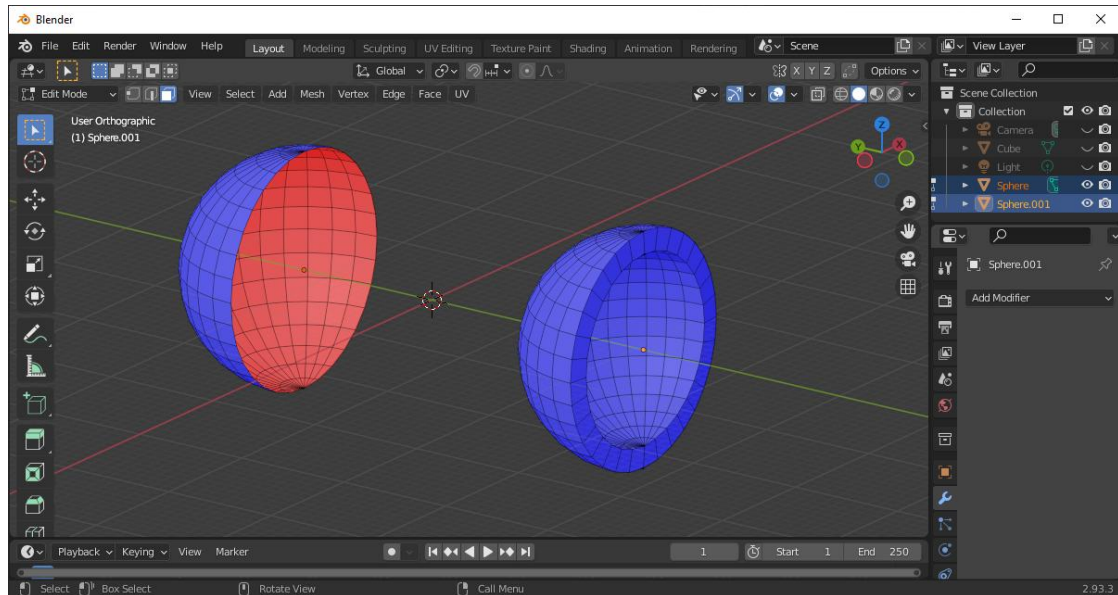 Blender
File Edit Render Window Help Layout Modeling Sculpting UV Editing Texture Paint Shading Animation Rendering Scene View Layer
Global X Y Z Options
Edit Mode View Select Add Mesh Vertex Edge Face UV
User Orthographic
(1) Sphere.001
Z
Y
X
Scene Collection
Collection
Camera
Cube
Light
Sphere
Sphere.001
Sphere.001
Add Modifier
Playback Keying View Marker 1 Start 1 End 250
Select Box Select Rotate View Call Menu 2.93.3